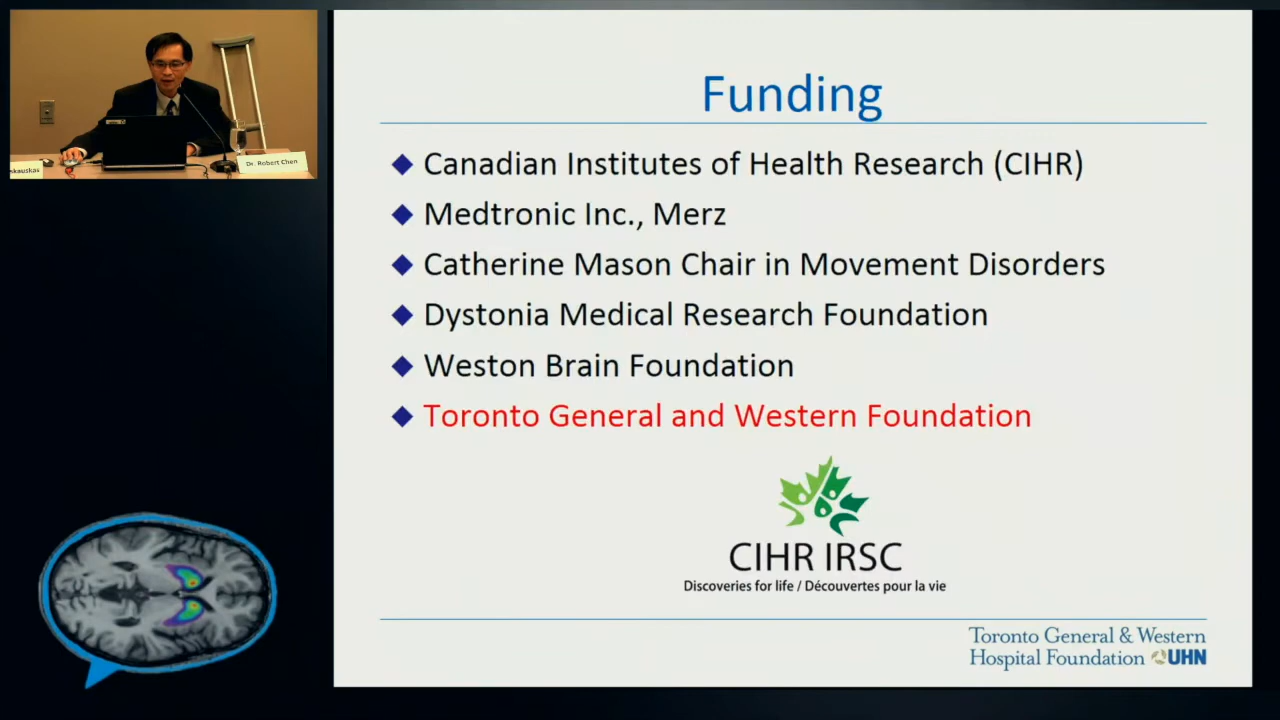 skauskas
Dr. Robert Chen
Funding
Canadian Institutes of Health Research (CIHR)
Medtronic Inc., Merz
Catherine Mason Chair in Movement Disorders
Dystonia Medical Research Foundation
Weston Brain Foundation
Toronto General and Western Foundation
CIHR IRSC
Discoveries for life / Découvertes pour la vie
Toronto General & Western
Hospital Foundation UHN